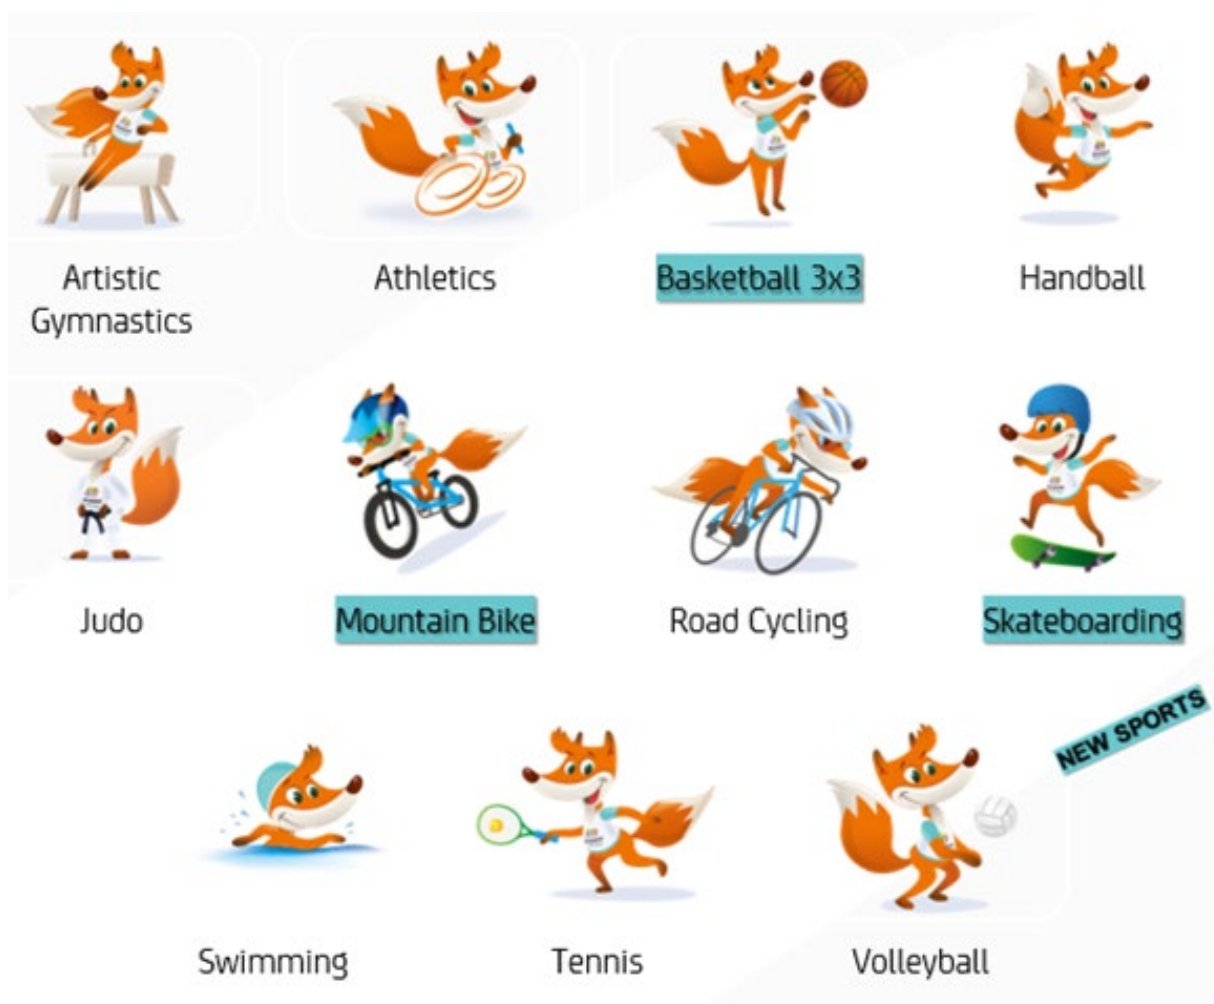 Artistic
Gymnastics
Athletics
Basketball 3x3
Handball
Judo
Mountain Bike
Road Cycling
Skateboarding
NEW SPORTS
Swimming
Tennis
Volleyball